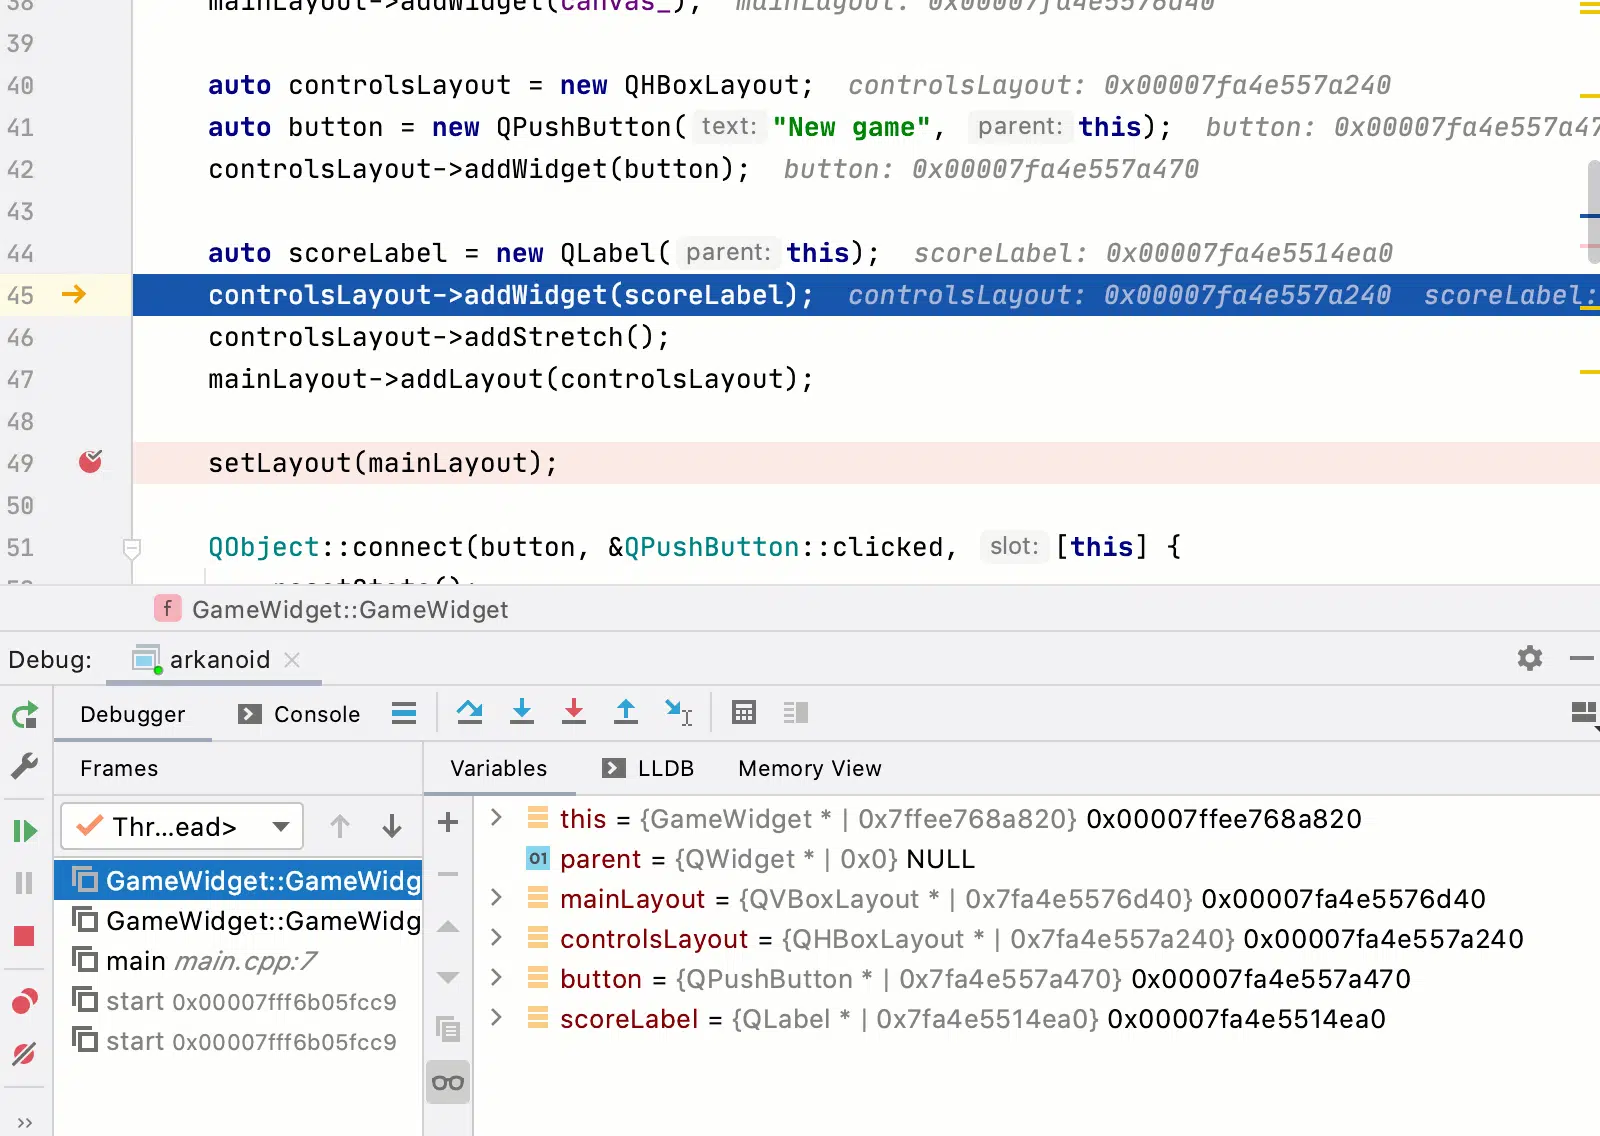 38 mainLayout->addWidget(canvas_); mainLayout: 0x00007fa4e5576d40
39
40 auto controlsLayout = new QHBoxLayout; controlsLayout: 0x00007fa4e557a240
41 auto button = new QPushButton( text: "New game", parent: this); button: 0x00007fa4e557a47
42 controlsLayout->addWidget(button); button: 0x00007fa4e557a470
43
44 auto scoreLabel = new QLabel( parent: this); scoreLabel: 0x00007fa4e5514ea0
45 controlsLayout->addWidget(scoreLabel); controlsLayout: 0x00007fa4e557a240 scoreLabel:
46 controlsLayout->addStretch();
47 mainLayout->addLayout(controlsLayout);
48
49 setLayout(mainLayout);
50
51 QObject::connect(button, &QPushButton::clicked, slot: [this] {
resetState();
f GameWidget::GameWidget
Debug: arkanoid
Debugger Console
Frames Variables LLDB Memory View
Thr...ead>
GameWidget::GameWidg
GameWidget::GameWidg
main main.cpp:7
start 0x00007fff6b05fcc9
start 0x00007fff6b05fcc9
this = {GameWidget * | 0x7ffee768a820} 0x00007ffee768a820
01 parent = {QWidget * | 0x0} NULL
mainLayout = {QVBoxLayout * | 0x7fa4e5576d40} 0x00007fa4e5576d40
controlsLayout = {QHBoxLayout * | 0x7fa4e557a240} 0x00007fa4e557a240
button = {QPushButton * | 0x7fa4e557a470} 0x00007fa4e557a470
scoreLabel = {QLabel * | 0x7fa4e5514ea0} 0x00007fa4e5514ea0